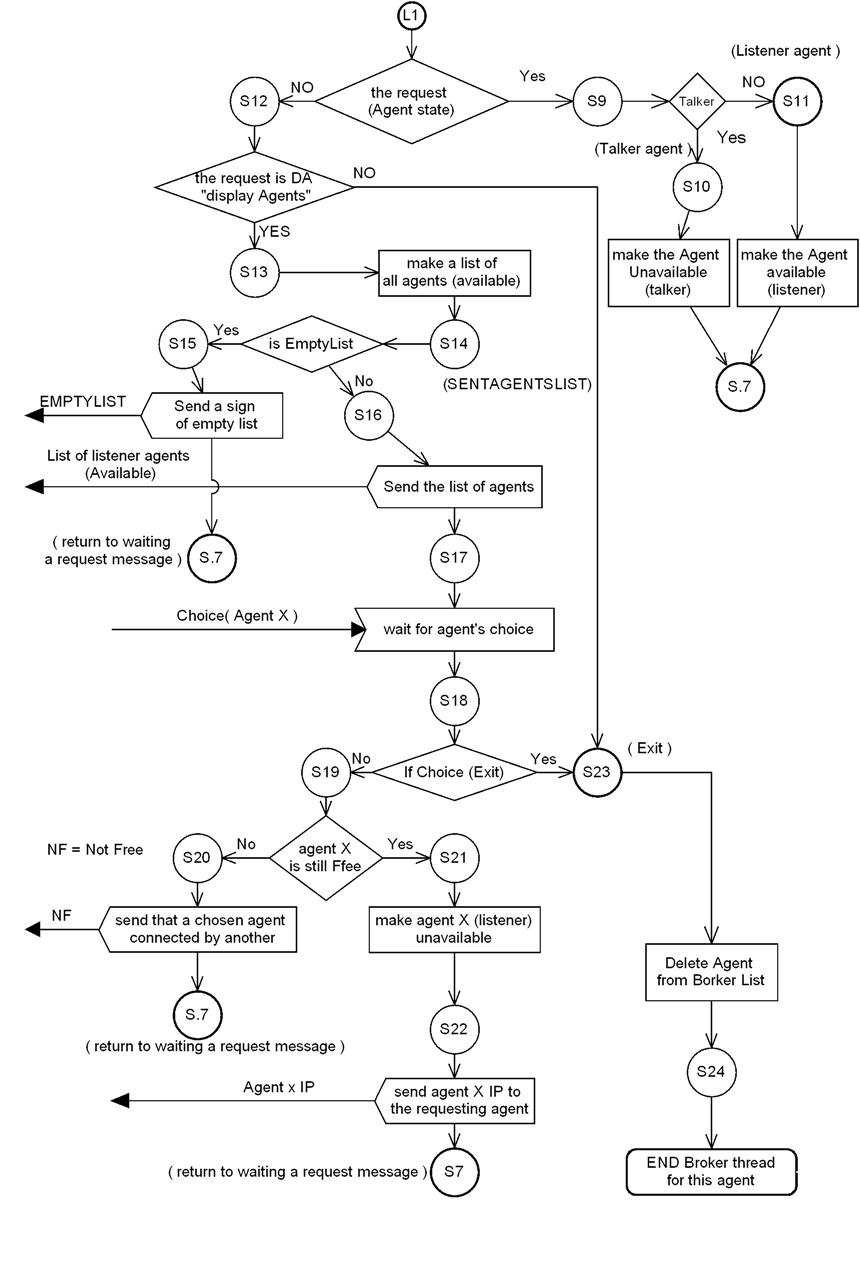 L1
(Listener agent )
the request
(Agent state)
NO
Yes
S12
S9
Talker
NO
S11
Yes
(Talker agent )
S10
the request is DA
"display Agents"
NO
YES
S13
make a list of
all agents (available)
make the Agent
Unavailable
(talker)
make the Agent
available
(listener)
S15
Yes
is EmptyList
S14
(SENTAGENTSLIST)
No
S16
S.7
EMPTYLIST
Send a sign
of empty list
List of listener agents
(Available)
Send the list of agents
( return to waiting
a request message )
S.7
S17
Choice( Agent X )
wait for agent's choice
S18
S19
No
If Choice (Exit)
Yes
S23
( Exit )
NF = Not Free
S20
No
agent X
is still Ffee
Yes
S21
NF
send that a chosen agent
connected by another
make agent X (listener)
unavailable
Delete Agent
from Borker List
S.7
( return to waiting a request message )
S22
S24
Agent x IP
send agent X IP to
the requesting agent
( return to waiting a request message )
S7
END Broker thread
for this agent